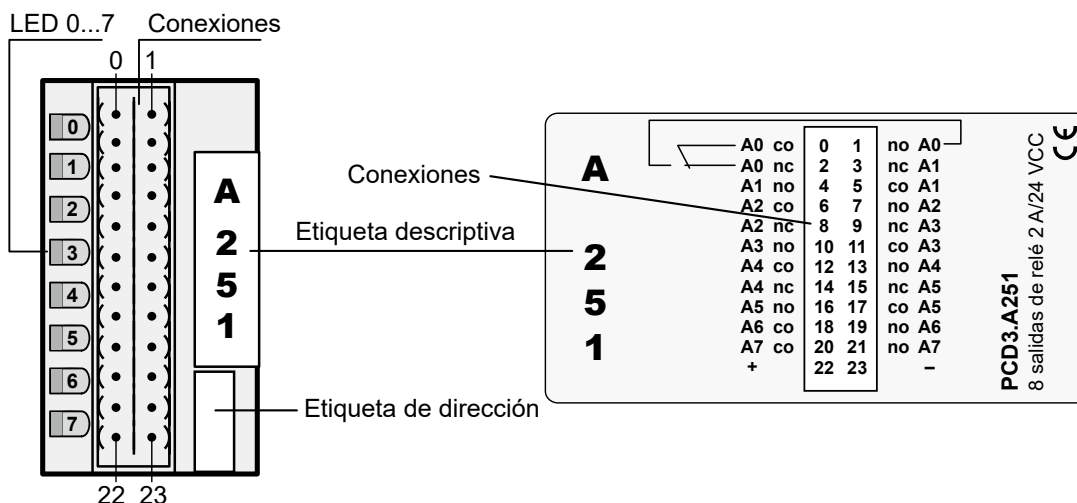 LED 0...7 Conexiones
0 1
0
1
2
3
4
5
6
7
A
2
5
1
22 23
Conexiones
Etiqueta descriptiva
Etiqueta de dirección
A
2
5
1
A0 co 0 1 no A0
A0 nc 2 3 nc A1
A1 no 4 5 co A1
A2 co 6 7 no A2
A2 nc 8 9 nc A3
A3 no 10 11 co A3
A4 co 12 13 no A4
A4 nc 14 15 nc A5
A5 no 16 17 co A5
A6 co 18 19 no A6
A7 co 20 21 no A7
+ 22 23 –
PCD3.A251
8 salidas de relé 2 A/24 VCC
CE